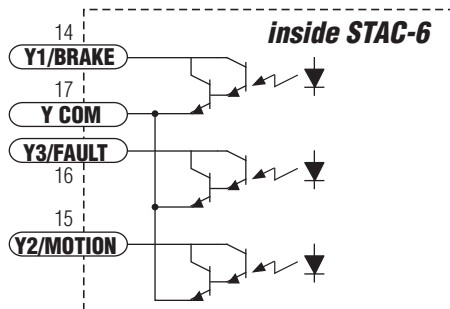 inside STAC-6
14
Y1/BRAKE
17
Y COM
Y3/FAULT
16
15
Y2/MOTION